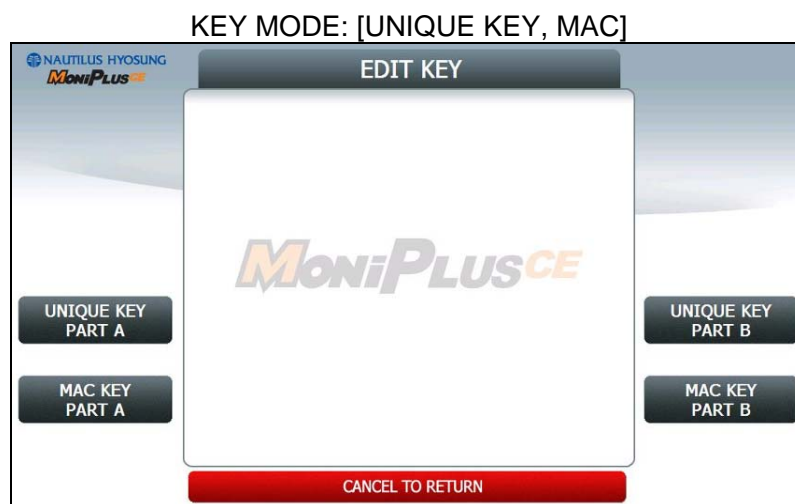 KEY MODE: [UNIQUE KEY, MAC]
NAUTILUS HYOSUNG
MONiPLUSCE
EDIT KEY
MONiPLUSCE
UNIQUE KEY
PART A
UNIQUE KEY
PART B
MAC KEY
PART A
MAC KEY
PART B
CANCEL TO RETURN